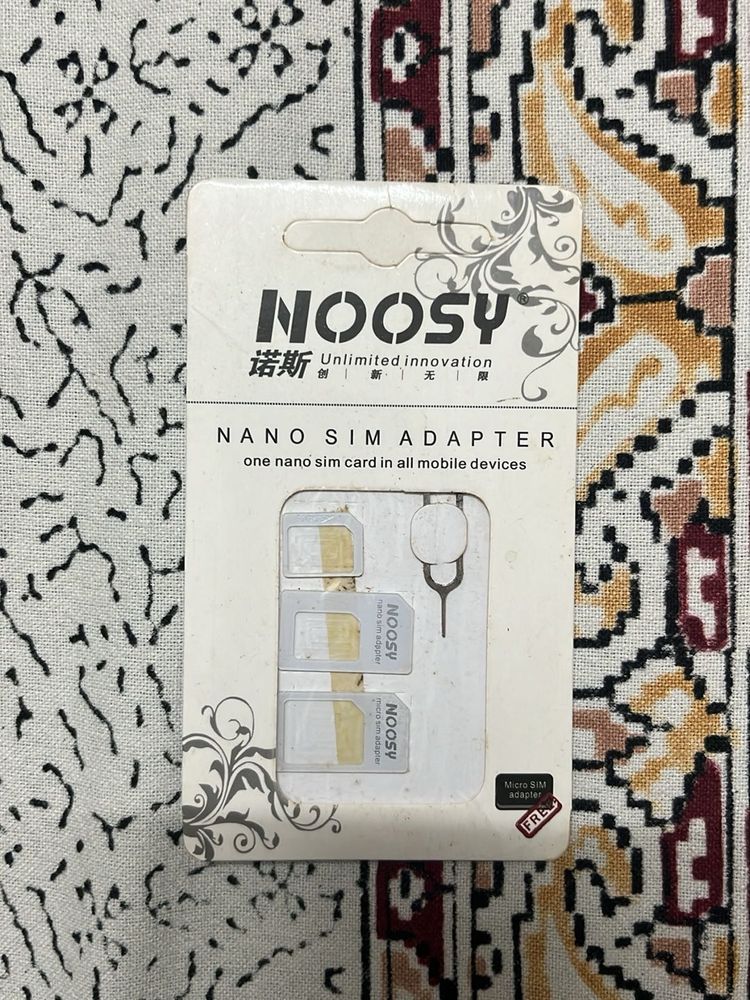 NOOSY®
诺斯 Unlimited innovation
创 | 新 | 无 | 限
NANO SIM ADAPTER
one nano sim card in all mobile devices
NOOSY
nano sim adapter
NOOSY
micro sim adapter
Micro SIM
adapter
FREE